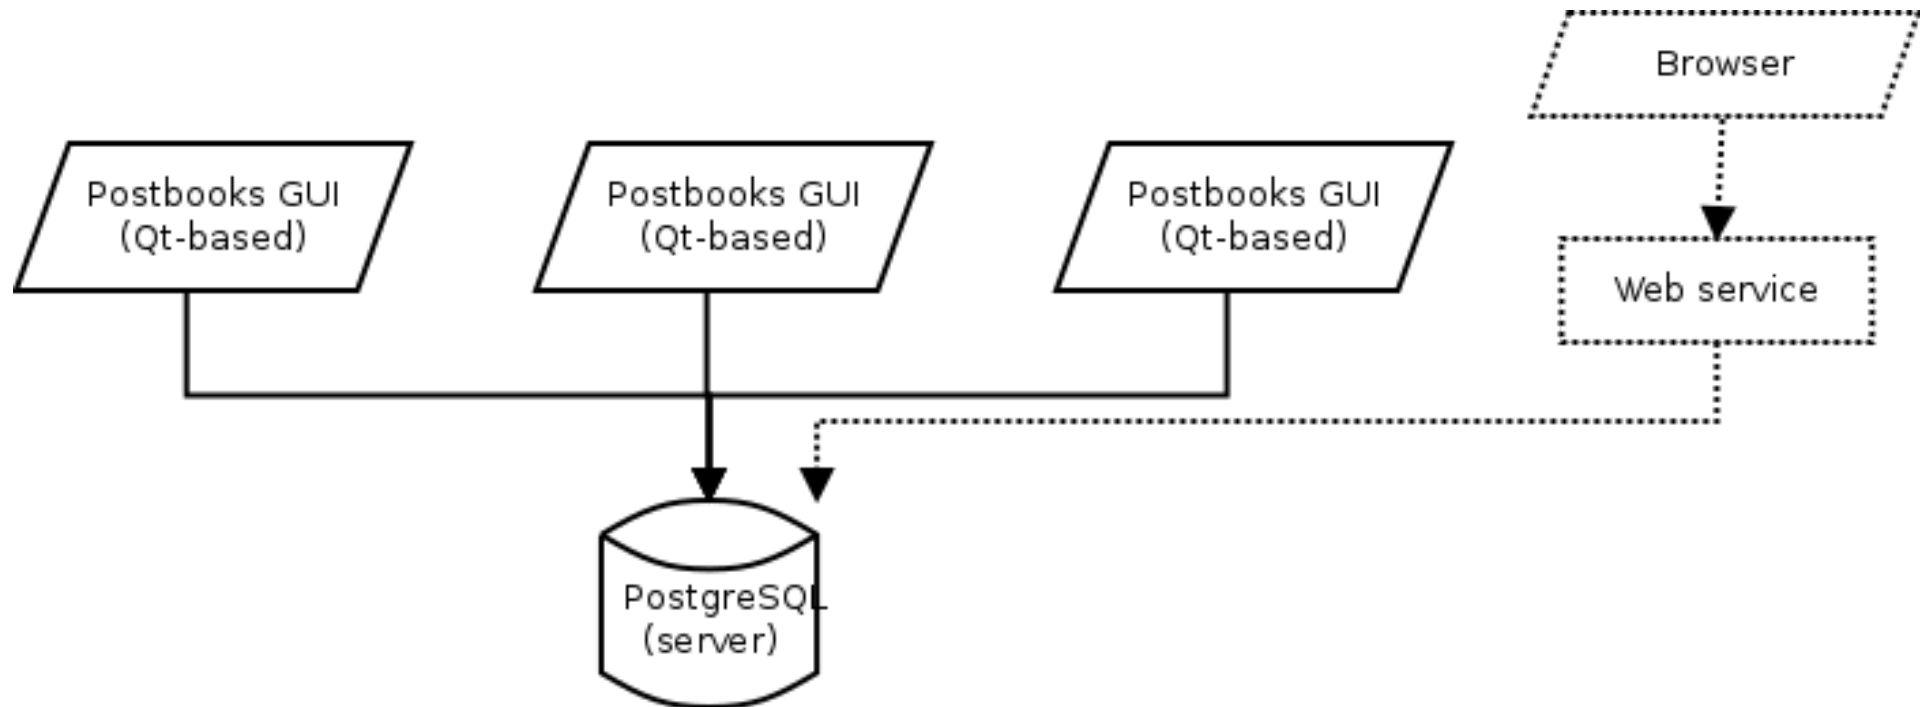 Browser
Postbooks GUI
(Qt-based)
Postbooks GUI
(Qt-based)
Postbooks GUI
(Qt-based)
Web service
PostgreSQL
(server)